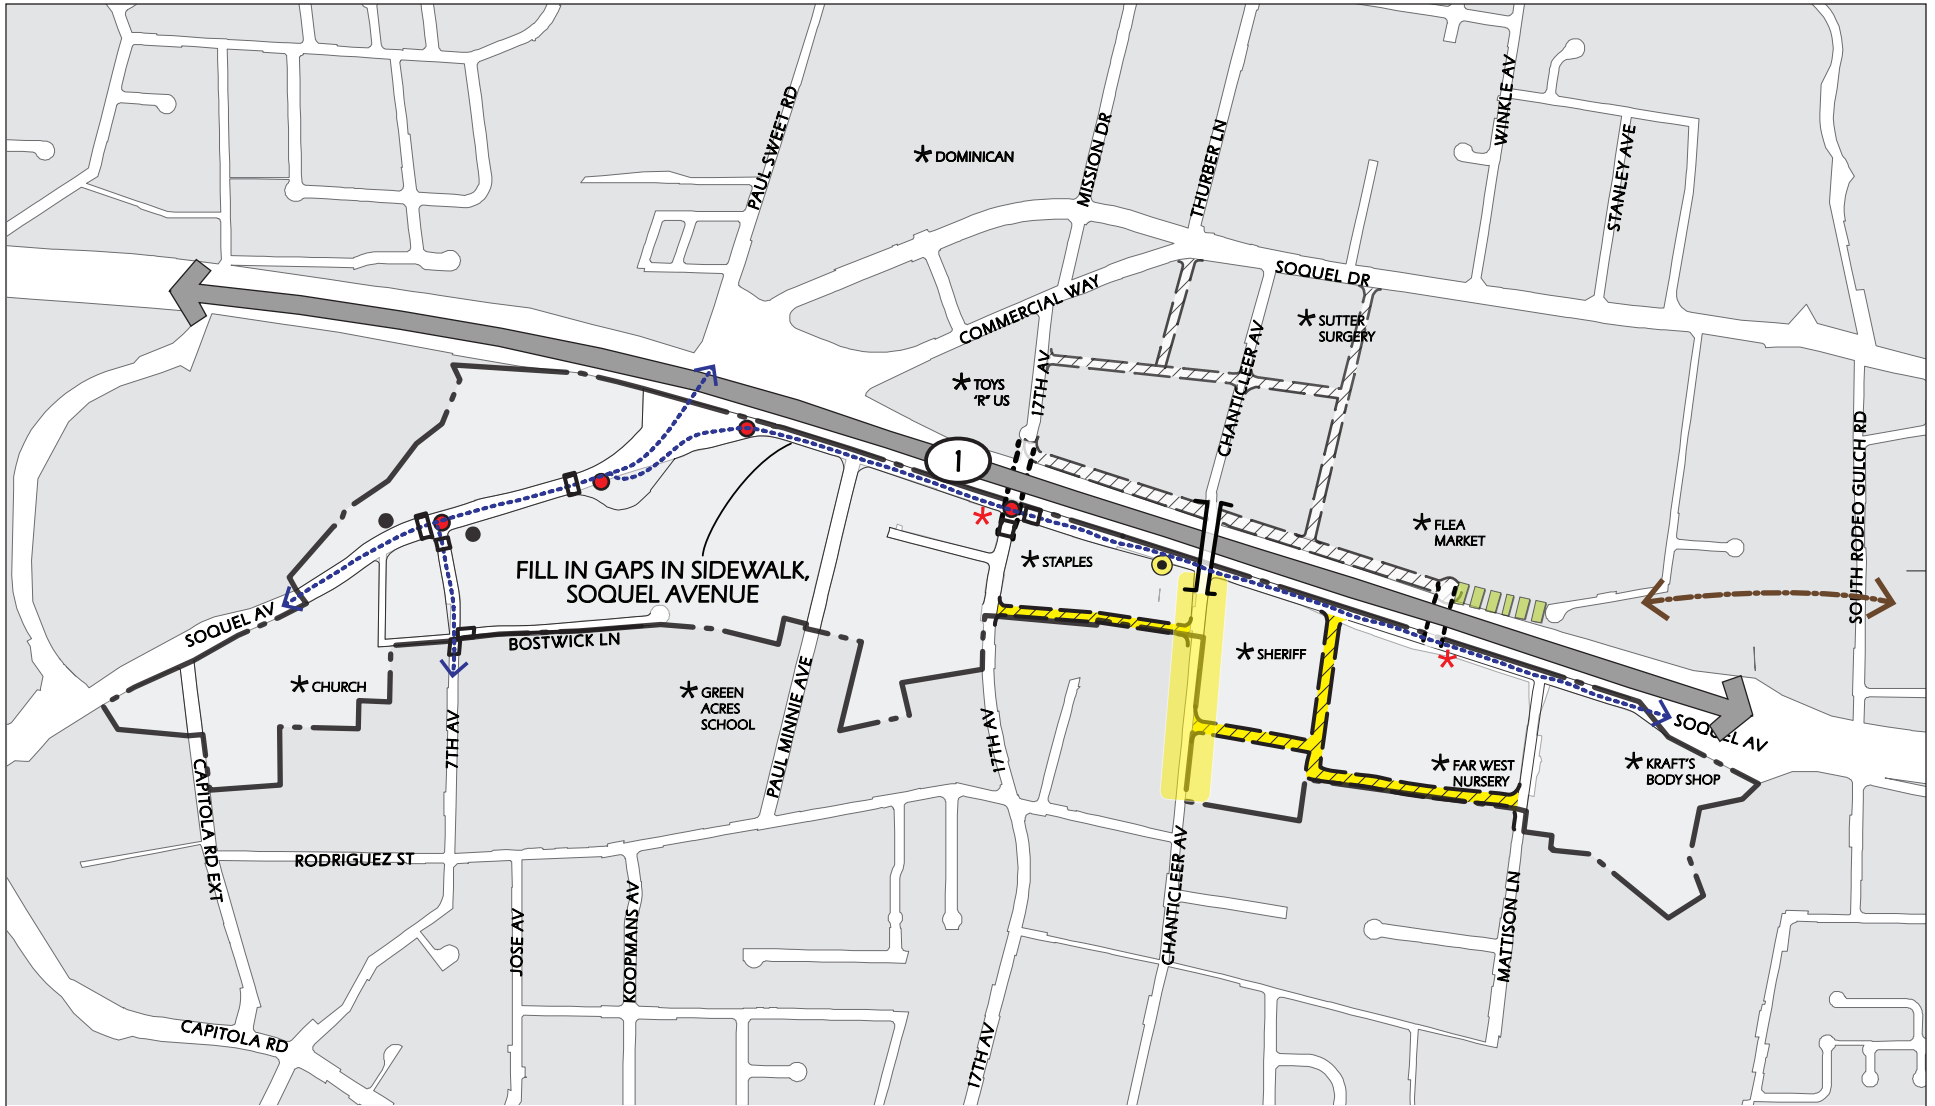 PAUL SWEET RD
MISSION DR
THURBER LN
WINKLE AV
STANLEY AVE
DOMINICAN
SOQUEL DR
COMMERCIAL WAY
SUTTER
SURGERY
17TH AV
CHANTICLEER AV
TOYS
'R" US
SOUTH RODEO GULCH RD
1
FLEA
MARKET
STAPLES
FILL IN GAPS IN SIDEWALK,
SOQUEL AVENUE
SOQUEL AV
BOSTWICK LN
SHERIFF
CHURCH
GREEN
ACRES
SCHOOL
PAUL MINNIE AVE
17TH AV
7TH AV
SOQUEL AV
FAR WEST
NURSERY
KRAFT'S
BODY SHOP
CAPITOLA RD EXT
RODRIGUEZ ST
JOSE AV
KOOPMANS AV
CHANTICLEER AV
MATTISON LN
CAPITOLA RD
17TH AV